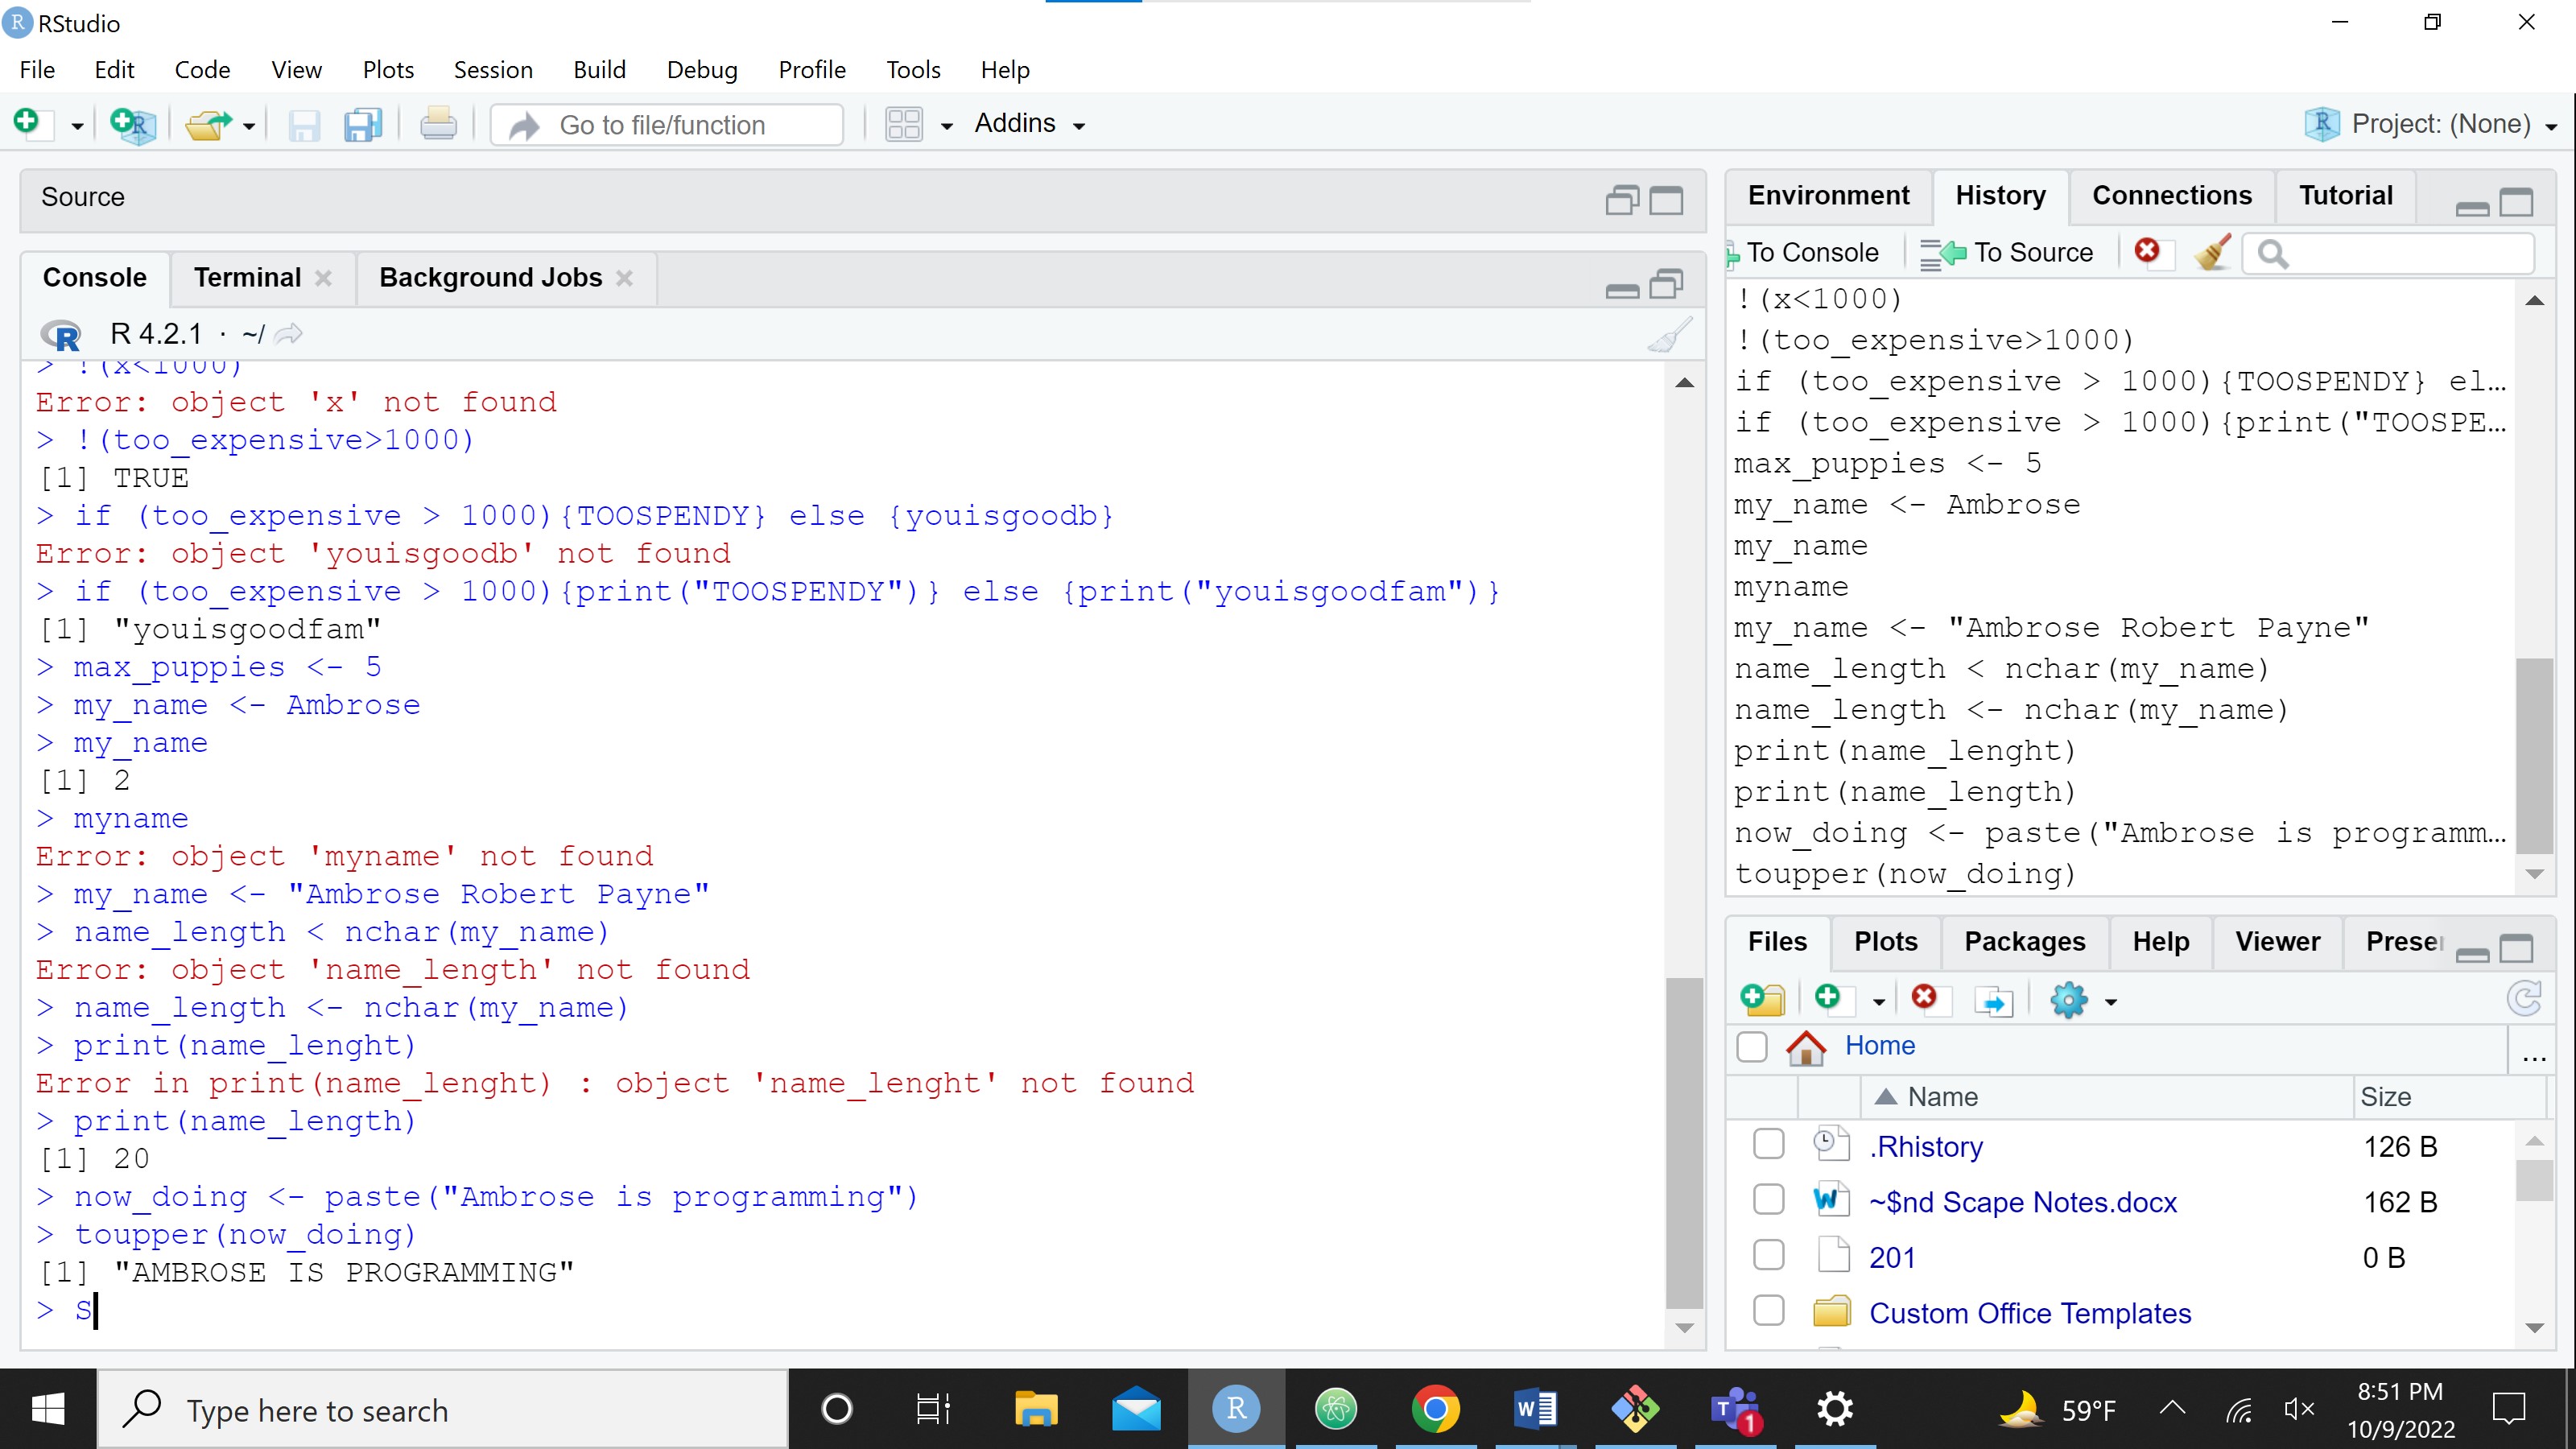 RStudio
File Edit Code View Plots Session Build Debug Profile Tools Help
Go to file/function Addins Project: (None)
Source
Console Terminal Background Jobs
R 4.2.1 · ~/
> !(x<1000)
Error: object 'x' not found
> !(too_expensive>1000)
[1] TRUE
> if (too_expensive > 1000){TOOSPENDY} else {youisgoodb}
Error: object 'youisgoodb' not found
> if (too_expensive > 1000){print("TOOSPENDY")} else {print("youisgoodfam")}
[1] "youisgoodfam"
> max_puppies <- 5
> my_name <- Ambrose
> my_name
[1] 2
> myname
Error: object 'myname' not found
> my_name <- "Ambrose Robert Payne"
> name_length < nchar(my_name)
Error: object 'name_length' not found
> name_length <- nchar(my_name)
> print(name_lenght)
Error in print(name_lenght) : object 'name_lenght' not found
> print(name_length)
[1] 20
> now_doing <- paste("Ambrose is programming")
> toupper(now_doing)
[1] "AMBROSE IS PROGRAMMING"
> S
Environment History Connections Tutorial
To Console To Source
!(x<1000)
!(too_expensive>1000)
if (too_expensive > 1000){TOOSPENDY} el...
if (too_expensive > 1000){print("TOOSPE...
max_puppies <- 5
my_name <- Ambrose
my_name
myname
my_name <- "Ambrose Robert Payne"
name_length < nchar(my_name)
name_length <- nchar(my_name)
print(name_lenght)
print(name_length)
now_doing <- paste("Ambrose is programm...
toupper(now_doing)
Files Plots Packages Help Viewer Prese
Home ...
Name Size
.Rhistory 126 B
~$nd Scape Notes.docx 162 B
201 0 B
Custom Office Templates
Type here to search
59°F
8:51 PM
10/9/2022